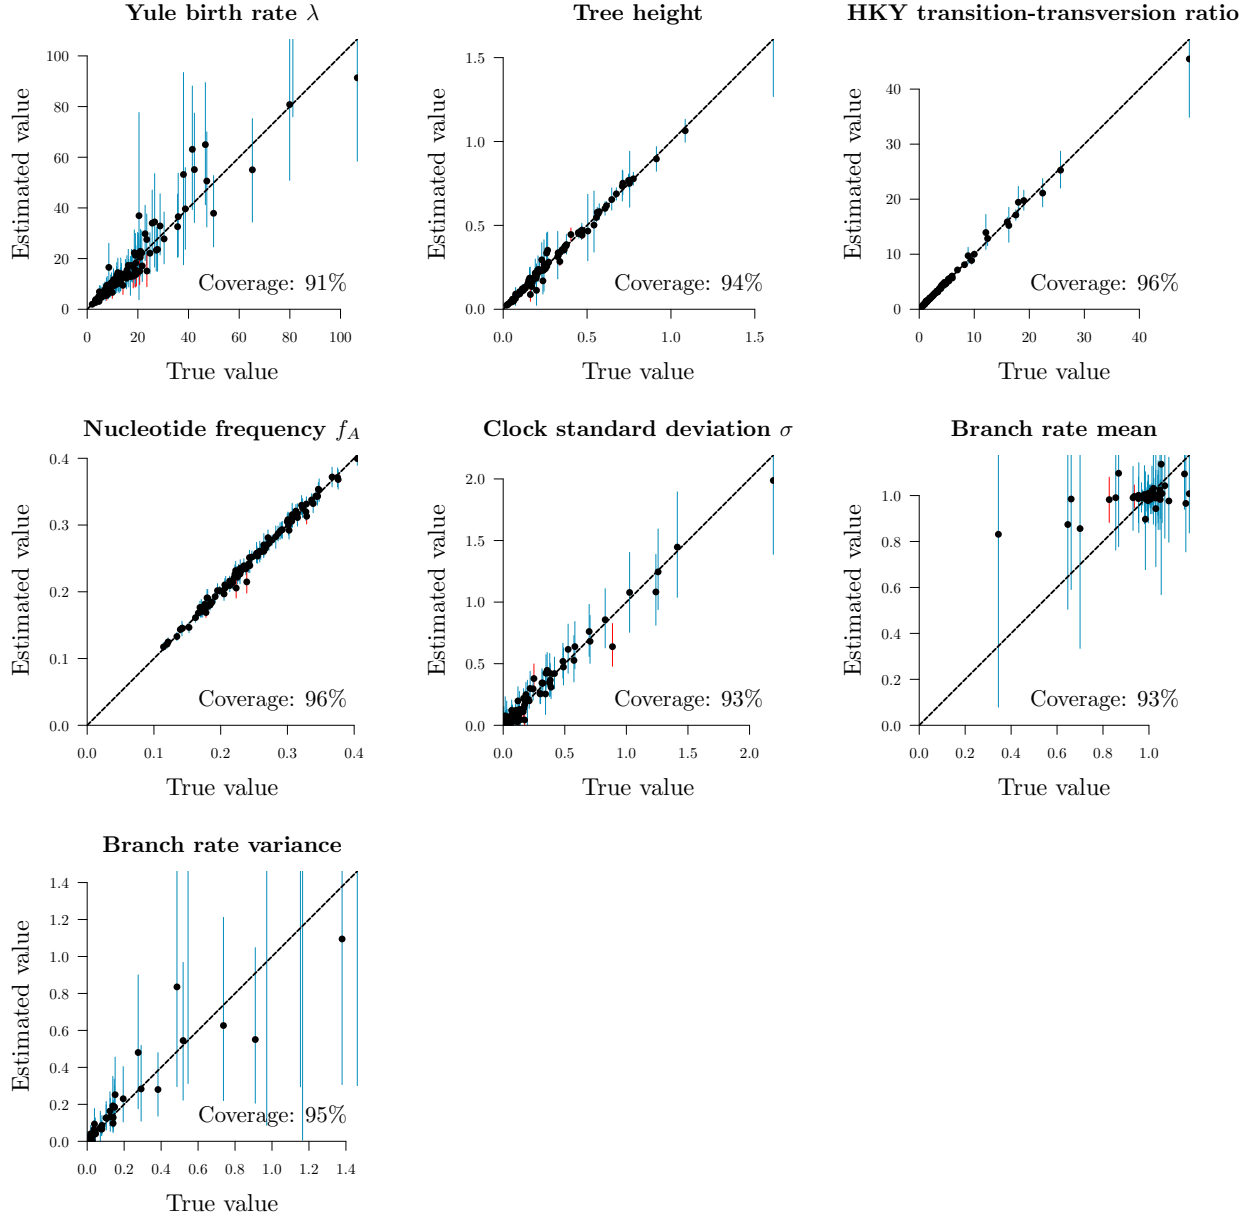 Yule birth rate λ
Estimated value
100
80
60
40
20
0
Coverage: 91%
0 20 40 60 80 100
True value
Tree height
Estimated value
1.5
1.0
0.5
0.0
Coverage: 94%
0.0 0.5 1.0 1.5
True value
HKY transition-transversion ratio
Estimated value
40
30
20
10
0
Coverage: 96%
0 10 20 30 40
True value
Nucleotide frequency f_A
Estimated value
0.4
0.3
0.2
0.1
0.0
Coverage: 96%
0.0 0.1 0.2 0.3 0.4
True value
Clock standard deviation σ
Estimated value
2.0
1.5
1.0
0.5
0.0
Coverage: 93%
0.0 0.5 1.0 1.5 2.0
True value
Branch rate mean
Estimated value
1.0
0.8
0.6
0.4
0.2
0.0
Coverage: 93%
0.0 0.2 0.4 0.6 0.8 1.0
True value
Branch rate variance
Estimated value
1.4
1.2
1.0
0.8
0.6
0.4
0.2
0.0
Coverage: 95%
0.0 0.2 0.4 0.6 0.8 1.0 1.2 1.4
True value